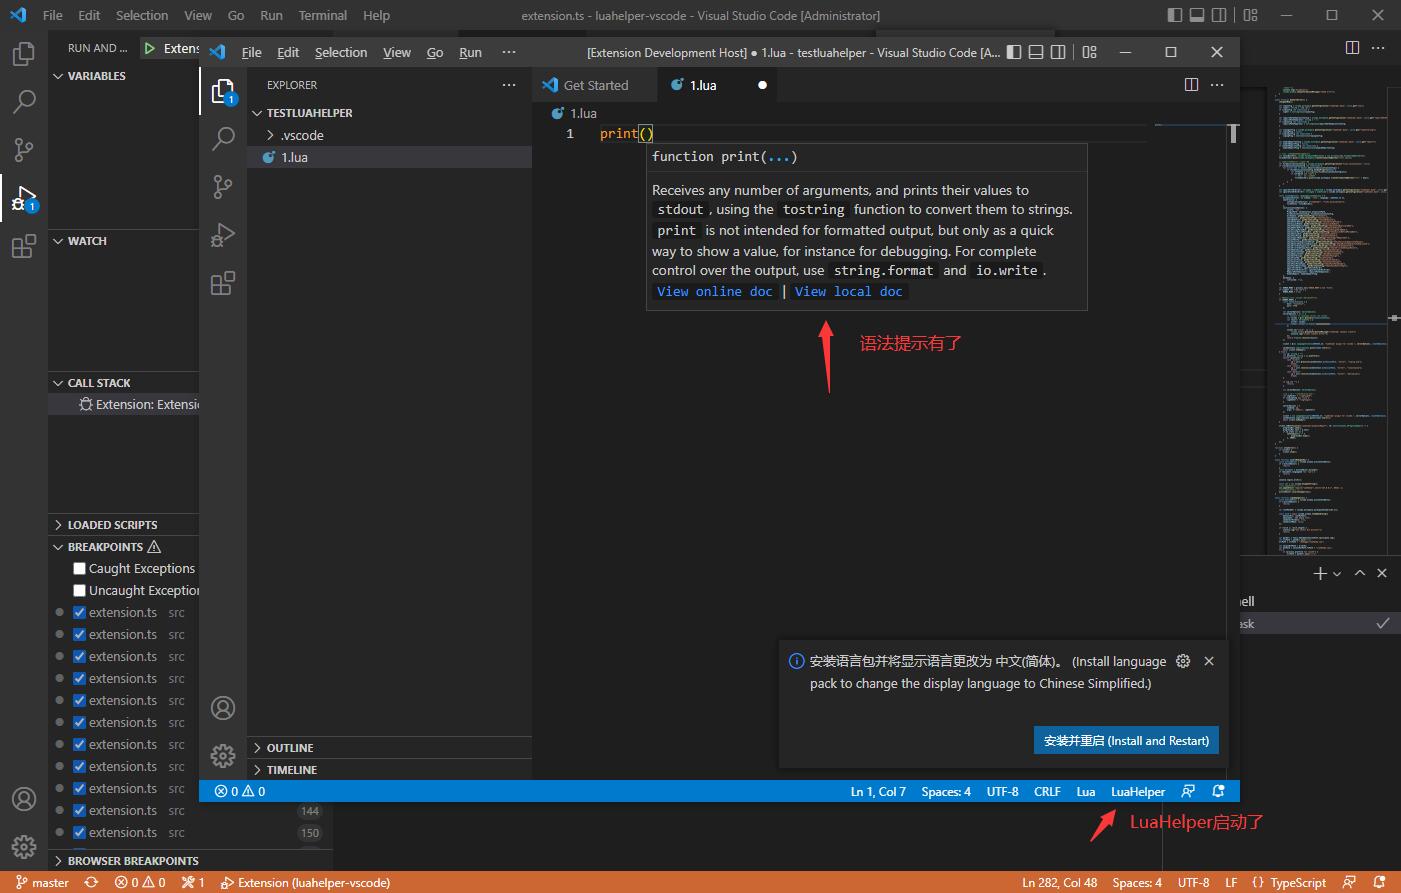 File Edit Selection View Go Run Terminal Help
extension.ts - luahelper-vscode - Visual Studio Code [Administrator]
RUN AND ...
Extens
VARIABLES
WATCH
CALL STACK
Extension: Extensi
LOADED SCRIPTS
BREAKPOINTS
Caught Exceptions
Uncaught Exceptio
extension.ts src
extension.ts src
extension.ts src
extension.ts src
extension.ts src
extension.ts src
extension.ts src
extension.ts src
extension.ts src
extension.ts src 144
extension.ts src 150
BROWSER BREAKPOINTS
1
File Edit Selection View Go Run ···
[Extension Development Host] ● 1.lua - testluahelper - Visual Studio Code [A...
1
EXPLORER
TESTLUAHELPER
.vscode
1.lua
OUTLINE
TIMELINE
Get Started
1.lua
1.lua
1 print()
function print(...)
Receives any number of arguments, and prints their values to
stdout, using the tostring function to convert them to strings.
print is not intended for formatted output, but only as a quick
way to show a value, for instance for debugging. For complete
control over the output, use string.format and io.write.
View online doc | View local doc
语法提示有了
安装语言包并将显示语言更改为 中文(简体)。 (Install language
pack to change the display language to Chinese Simplified.)
安装并重启 (Install and Restart)
0 0
Ln 1, Col 7 Spaces: 4 UTF-8 CRLF Lua LuaHelper
LuaHelper启动了
ell
ask
master 0 0 1 Extension (luahelper-vscode)
Ln 282, Col 48 Spaces: 4 UTF-8 LF {} TypeScript